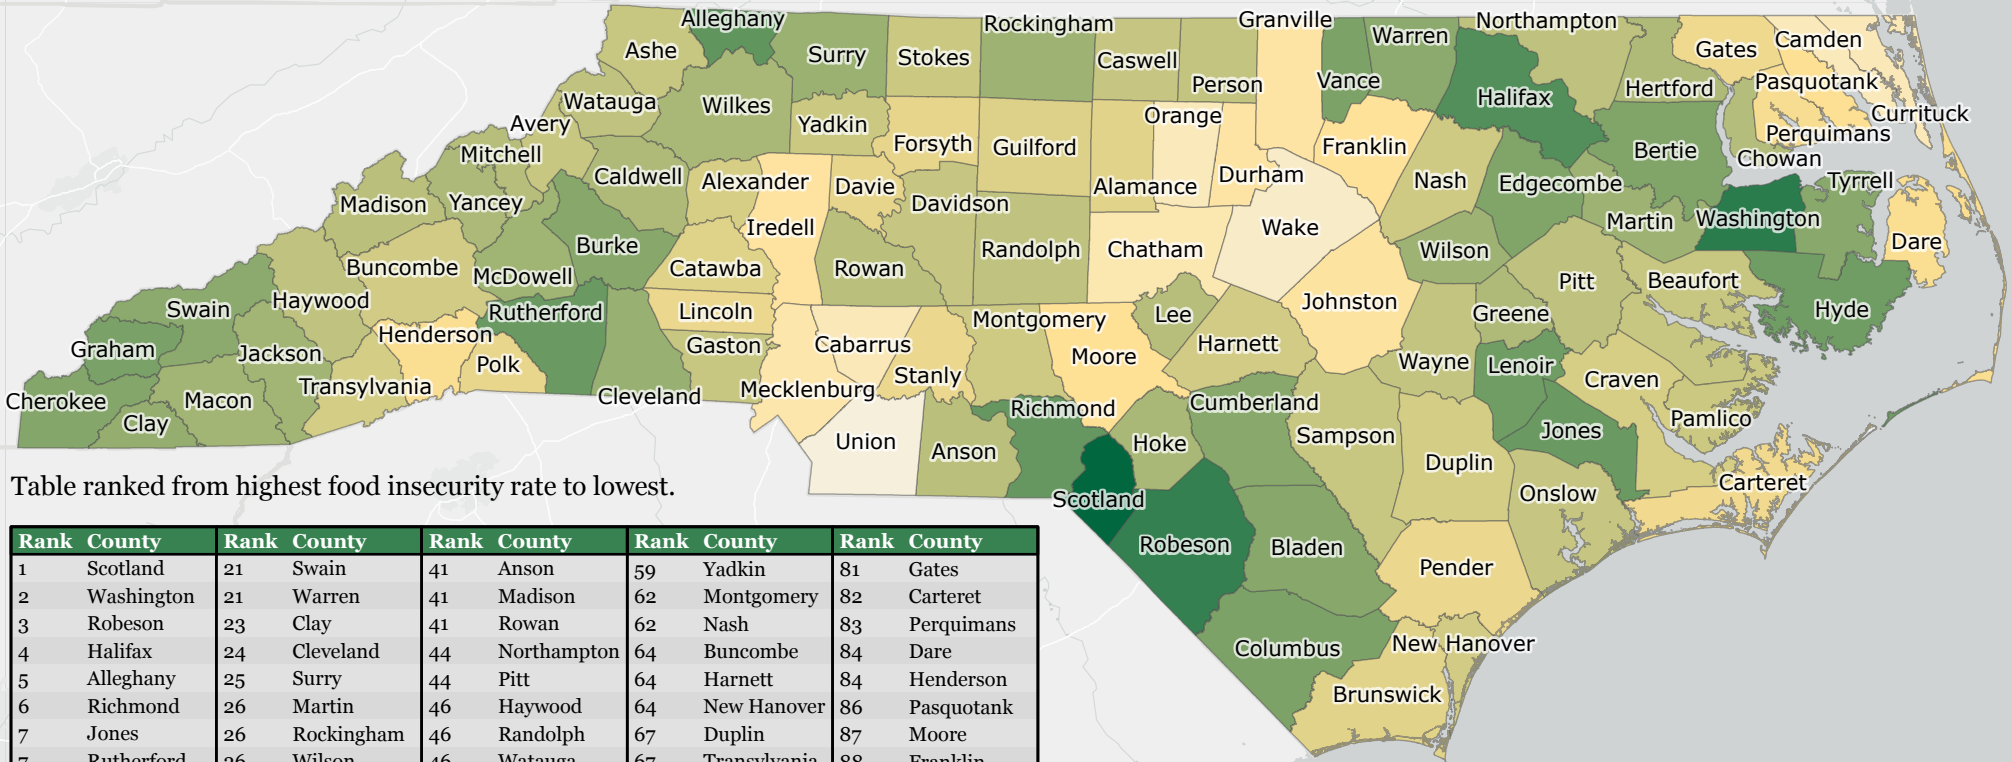 Alleghany
Rockingham
Granville
Northampton
Ashe
Surry
Stokes
Caswell
Person
Vance
Warren
Gates
Camden
Watauga
Wilkes
Yadkin
Orange
Halifax
Hertford
Pasquotank
Currituck
Avery
Mitchell
Forsyth
Guilford
Franklin
Bertie
Perquimans
Chowan
Caldwell
Alexander
Davie
Alamance
Durham
Nash
Edgecombe
Tyrrell
Madison
Yancey
Iredell
Davidson
Martin
Washington
Burke
Randolph
Chatham
Wake
Wilson
Dare
Buncombe
McDowell
Catawba
Rowan
Pitt
Beaufort
Swain
Haywood
Rutherford
Lincoln
Montgomery
Lee
Johnston
Greene
Hyde
Graham
Jackson
Henderson
Polk
Gaston
Cabarrus
Moore
Harnett
Wayne
Lenoir
Cherokee
Macon
Transylvania
Cleveland
Mecklenburg
Stanly
Craven
Clay
Union
Anson
Richmond
Hoke
Cumberland
Sampson
Jones
Pamlico
Scotland
Duplin
Onslow
Carteret
Robeson
Bladen
Pender
Columbus
New Hanover
Brunswick
Table ranked from highest food insecurity rate to lowest.
Rank County Rank County Rank County Rank County Rank County
1 Scotland 21 Swain 41 Anson 59 Yadkin 81 Gates
2 Washington 21 Warren 41 Madison 62 Montgomery 82 Carteret
3 Robeson 23 Clay 41 Rowan 62 Nash 83 Perquimans
4 Halifax 24 Cleveland 44 Northampton 64 Buncombe 84 Dare
5 Alleghany 25 Surry 44 Pitt 64 Harnett 84 Henderson
6 Richmond 26 Martin 46 Haywood 64 New Hanover 86 Pasquotank
7 Jones 26 Rockingham 46 Randolph 67 Duplin 87 Moore
7 Rutherford 26 Wilson 46 Watauga 67 Transylvania 88 Franklin